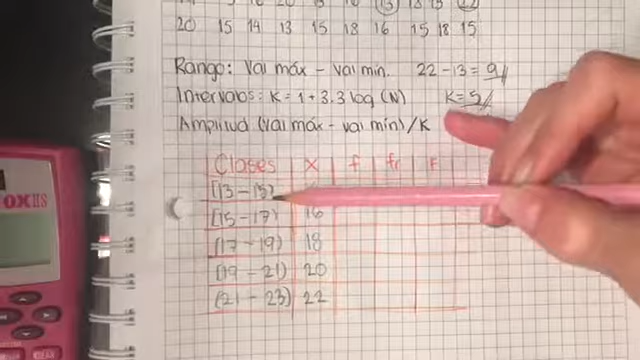 20 15 14 13 15 18 16 15 18 15
Rango: Val máx - val min. 22 - 13 = 9//
Intervalos: K = 1 + 3.3 log (N) K = 5//
Amplitud (val máx - val min) / K
Clases X f fr F
[13 - 15)
[15 - 17) 16
[17 - 19) 18
[19 - 21) 20
[21 - 23) 22